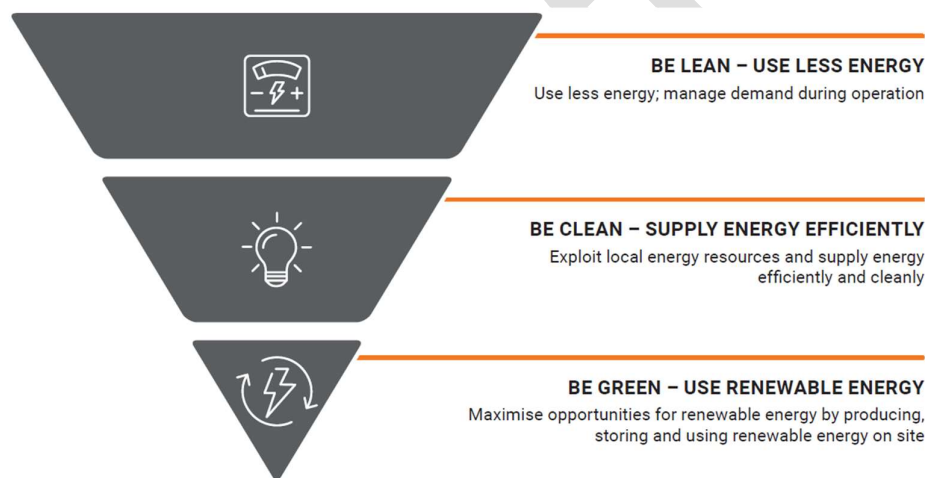 BE LEAN – USE LESS ENERGY
Use less energy; manage demand during operation
BE CLEAN – SUPPLY ENERGY EFFICIENTLY
Exploit local energy resources and supply energy
efficiently and cleanly
BE GREEN – USE RENEWABLE ENERGY
Maximise opportunities for renewable energy by producing,
storing and using renewable energy on site